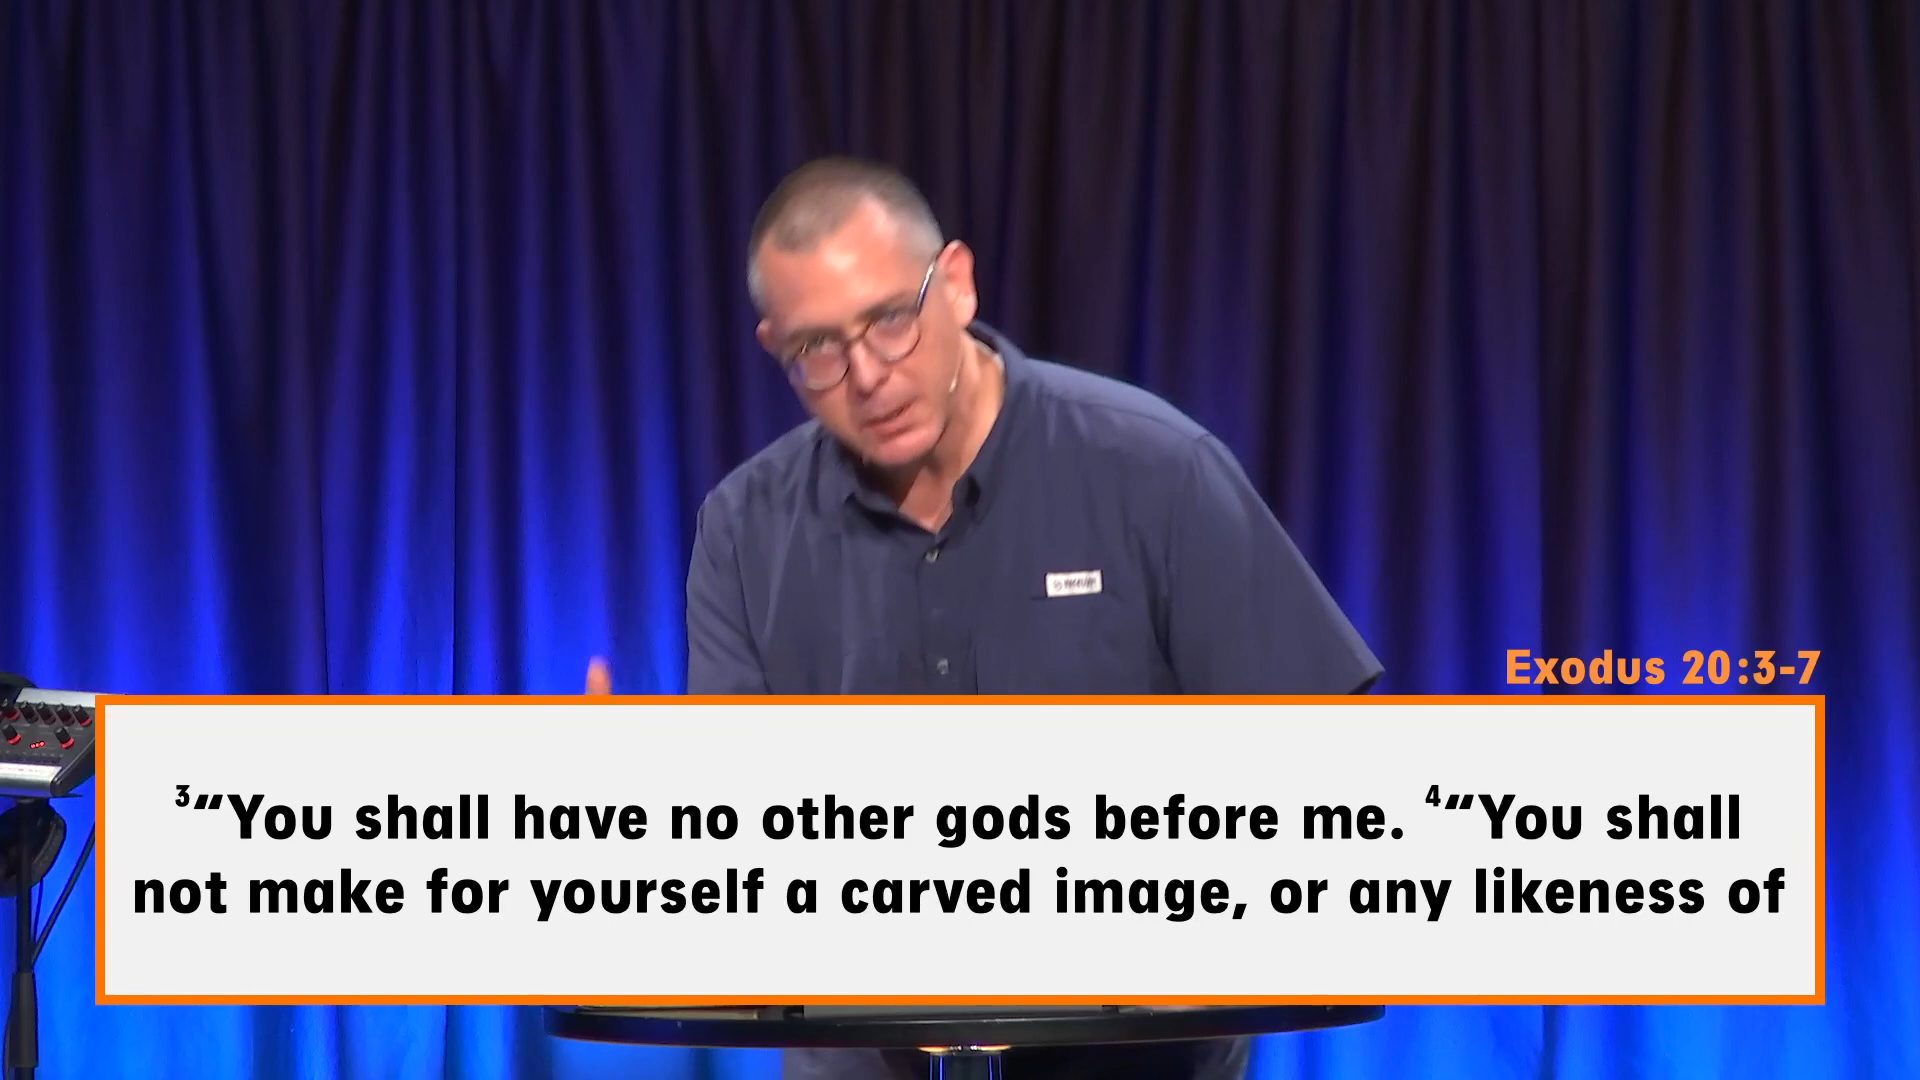 Exodus 20:3-7
³“You shall have no other gods before me. ⁴“You shall
not make for yourself a carved image, or any likeness of